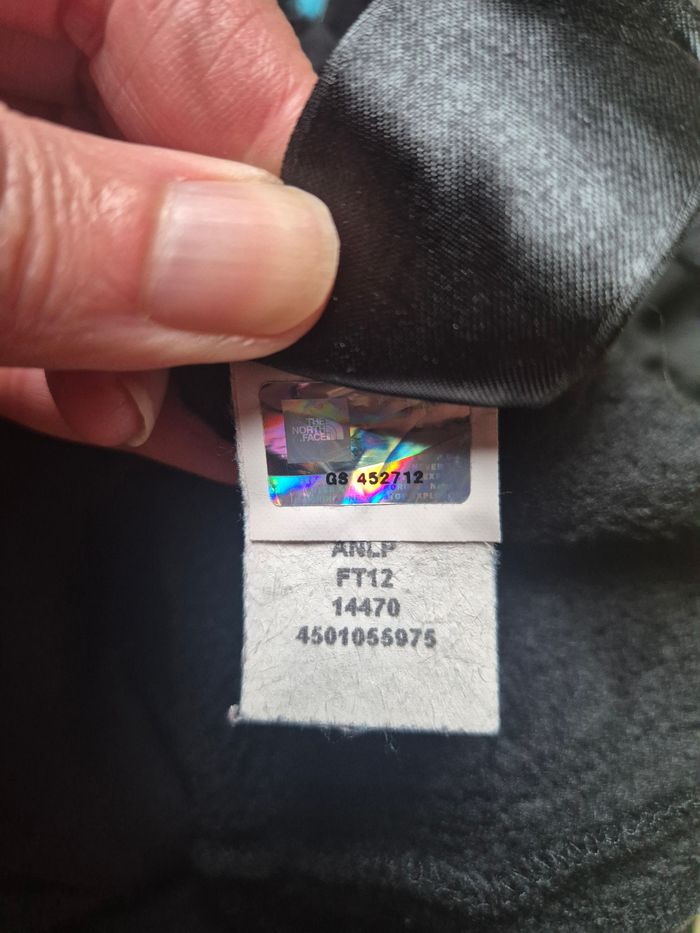 THE
NORTH
FACE
GS 452712
ANLP
FT12
14470
4501055975